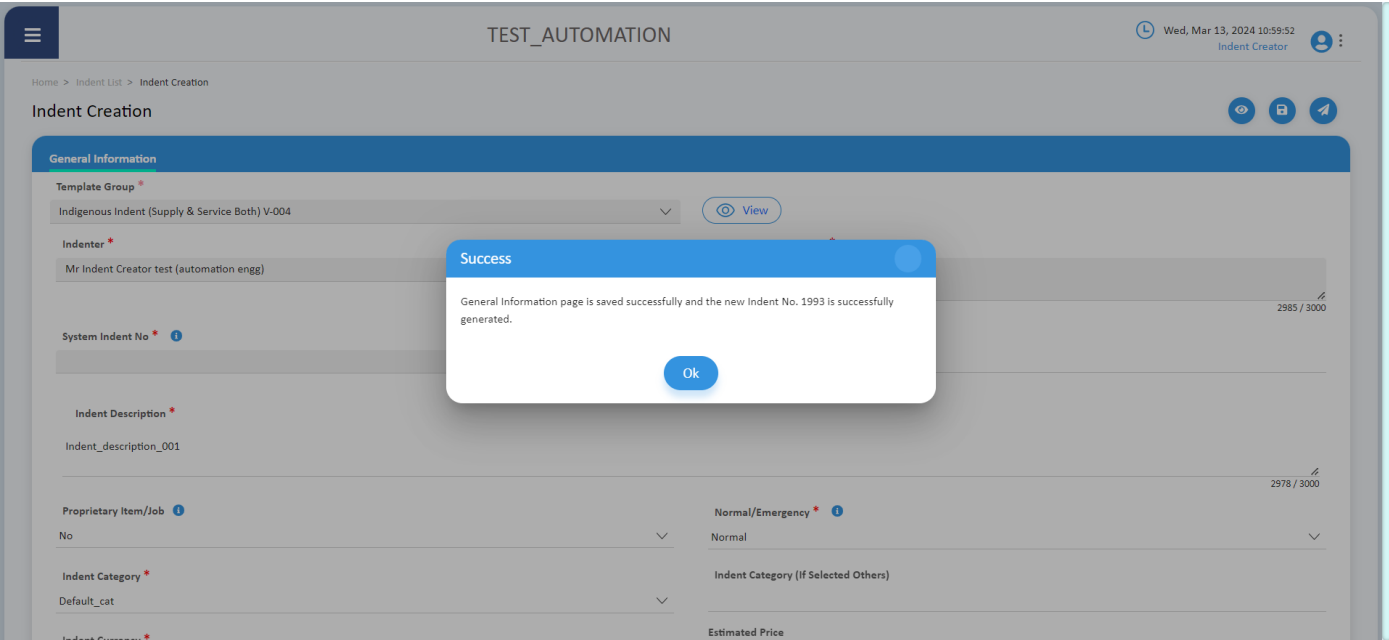 TEST_AUTOMATION
Wed, Mar 13, 2024 10:59:52
Indent Creator
Home > Indent List > Indent Creation
Indent Creation
General Information
Template Group *
Indigenous Indent (Supply & Service Both) V-004
View
Indenter *
*
Mr Indent Creator test (automation engg)
2985 / 3000
Success
General Information page is saved successfully and the new Indent No. 1993 is successfully
generated.
Ok
System Indent No *
Indent Description *
Indent_description_001
2978 / 3000
Proprietary Item/Job
Normal/Emergency *
No
Normal
Indent Category *
Indent Category (If Selected Others)
Default_cat
Indent Currency *
Estimated Price